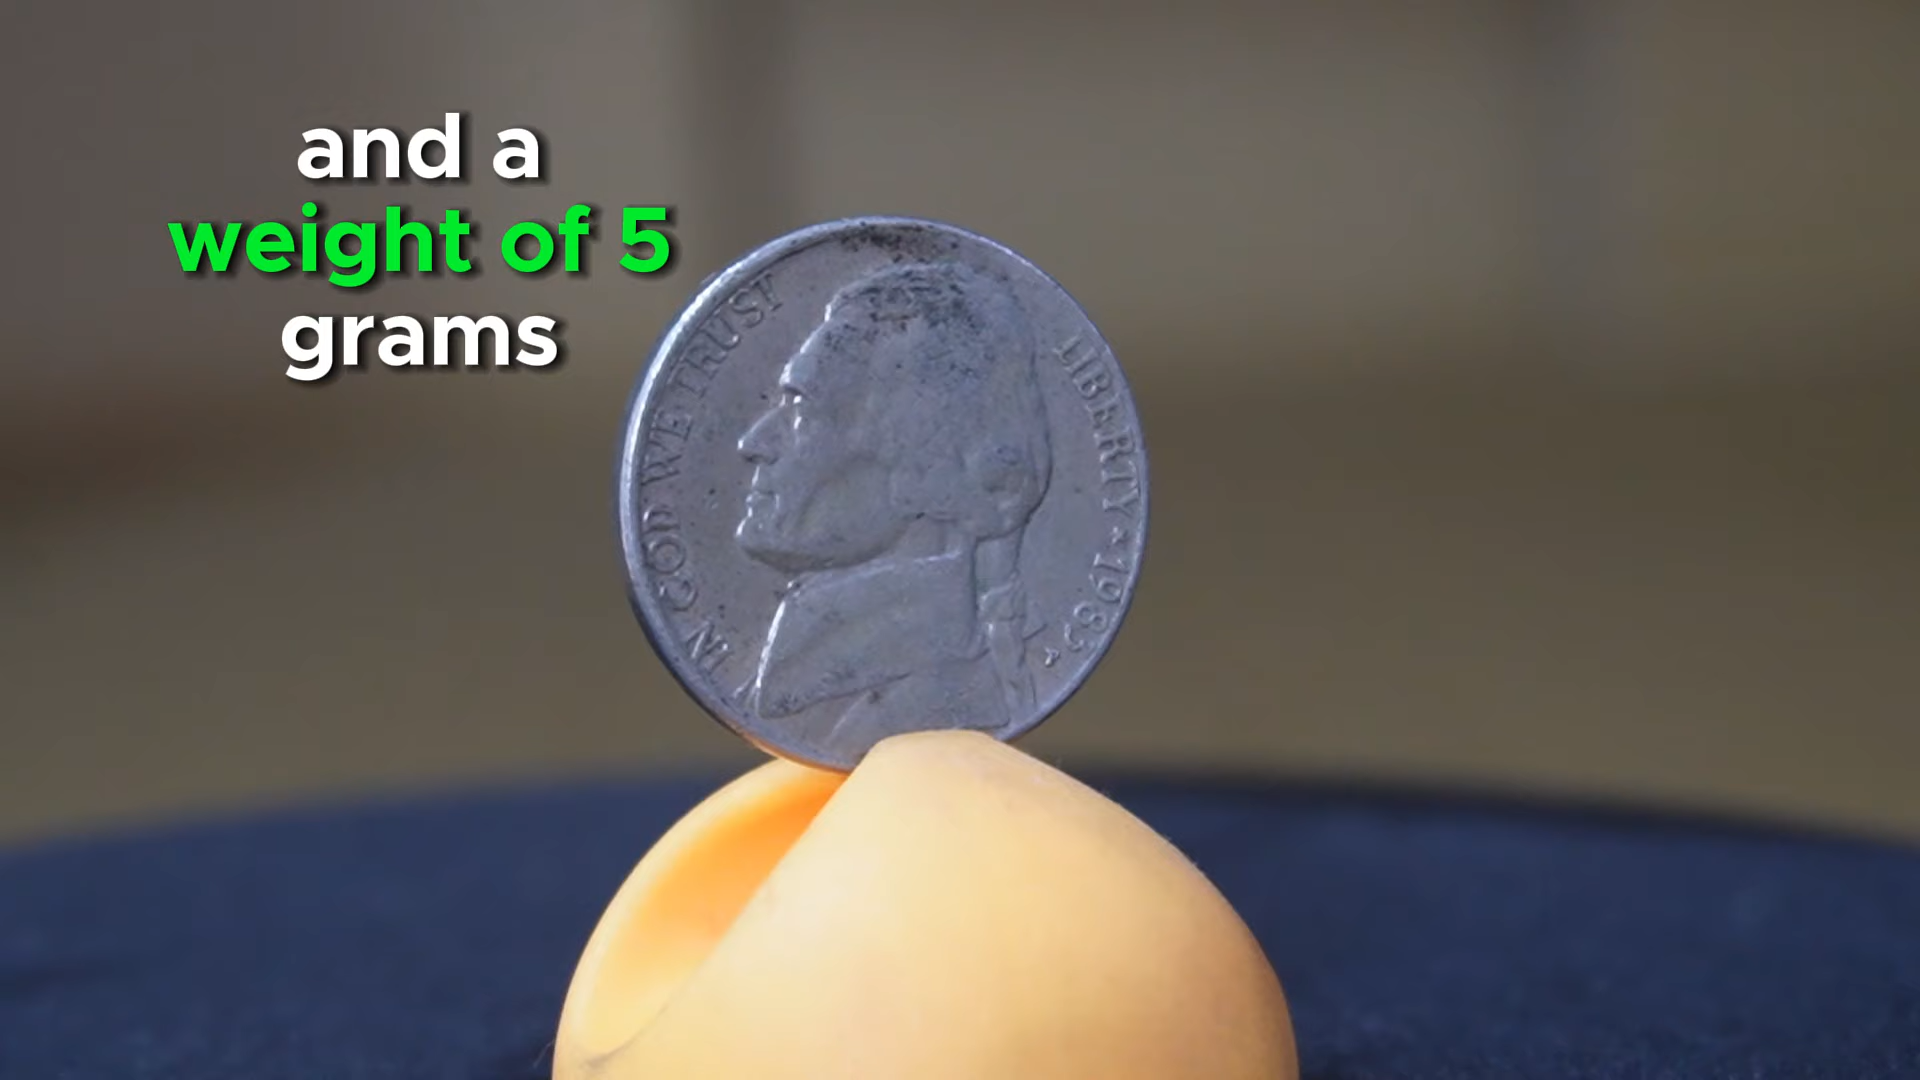 and a
weight of 5
grams
IN GOD WE TRUST
LIBERTY ★ 1983
P